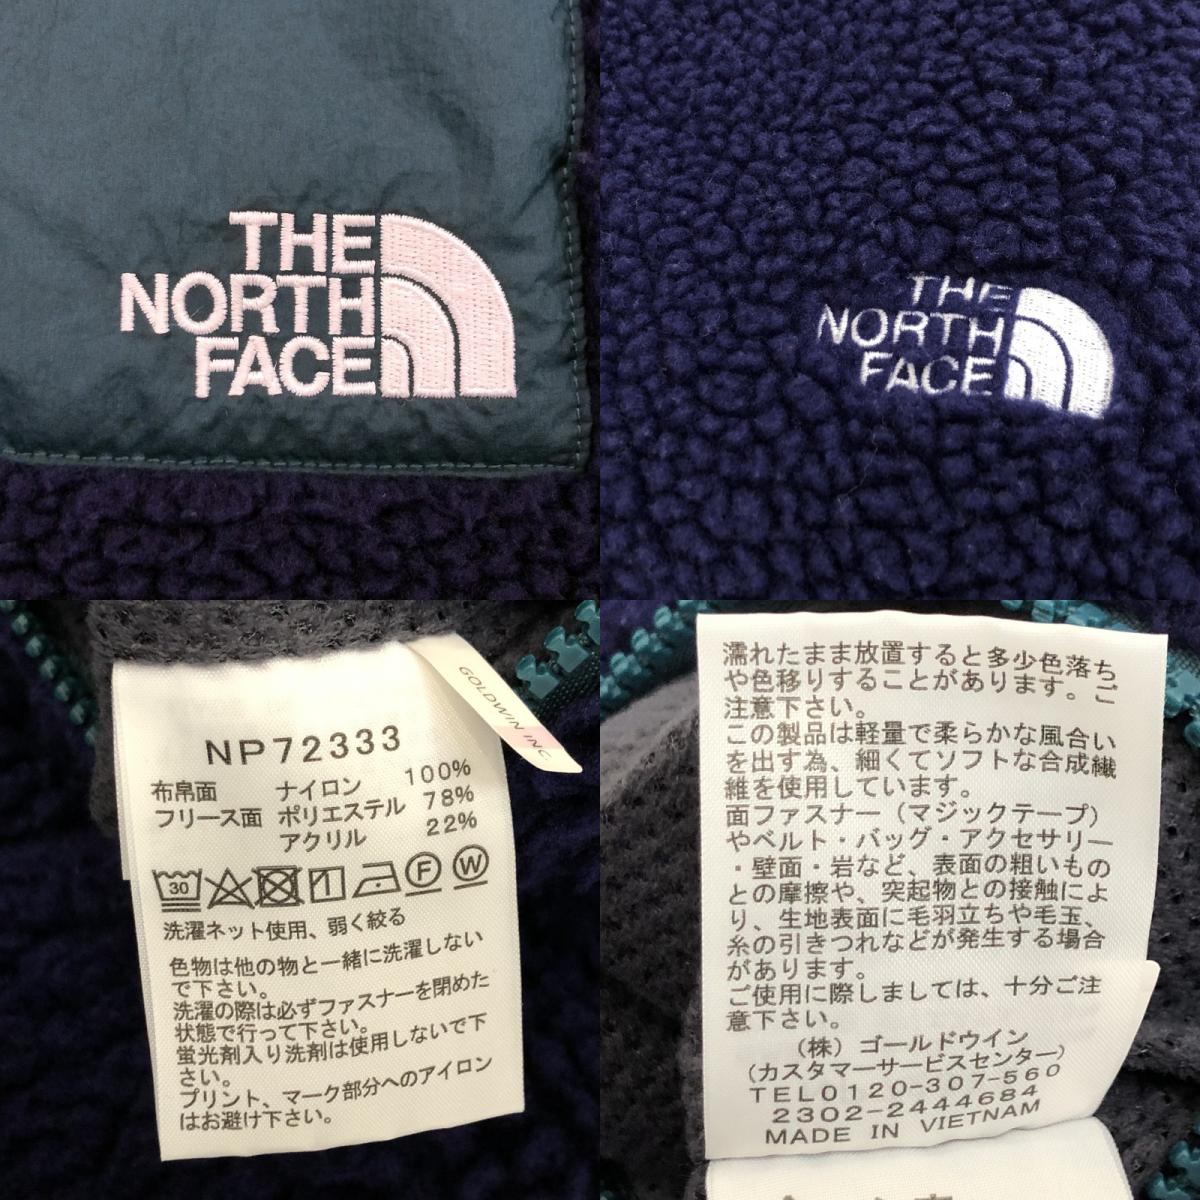 THE
NORTH
FACE
THE
NORTH
FACE
GOLDWIN INC.
NP72333
布帛面 ナイロン 100%
フリース面 ポリエステル 78%
アクリル 22%
30 F W
洗濯ネット使用、弱く絞る
色物は他の物と一緒に洗濯しない
で下さい。
洗濯の際は必ずファスナーを閉めた
状態で行って下さい。
蛍光剤入り洗剤は使用しないで下
さい。
プリント、マーク部分へのアイロン
はお避け下さい。
濡れたまま放置すると多少色落ち
や色移りすることがあります。ご
注意下さい。
この製品は軽量で柔らかな風合い
を出す為、細くてソフトな合成繊
維を使用しています。
面ファスナー（マジックテープ）
やベルト・バッグ・アクセサリー
・壁面・岩など、表面の粗いもの
との摩擦や、突起物との接触によ
り、生地表面に毛羽立ちや毛玉、
糸の引きつれなどが発生する場合
があります。
ご使用に際しましては、十分ご注
意下さい。
（株）ゴールドウイン
（カスタマーサービスセンター）
TEL0120-307-560
2302-2444684
MADE IN VIETNAM